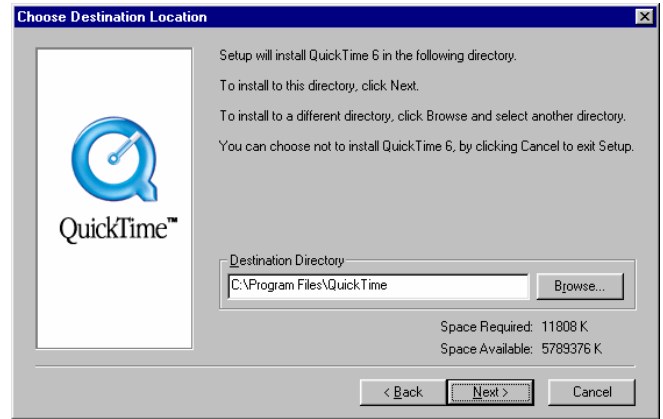 Choose Destination Location
Setup will install QuickTime 6 in the following directory.
To install to this directory, click Next.
To install to a different directory, click Browse and select another directory.
You can choose not to install QuickTime 6, by clicking Cancel to exit Setup.
QuickTime™
Destination Directory
C:\Program Files\QuickTime
Browse...
Space Required: 11808 K
Space Available: 5789376 K
< Back
Next >
Cancel